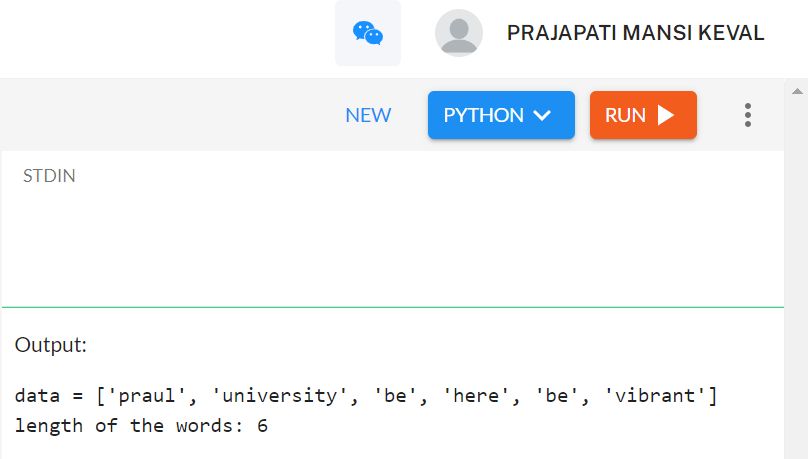 PRAJAPATI MANSI KEVAL
NEW PYTHON RUN
STDIN
Output:
data = ['praul', 'university', 'be', 'here', 'be', 'vibrant']
length of the words: 6